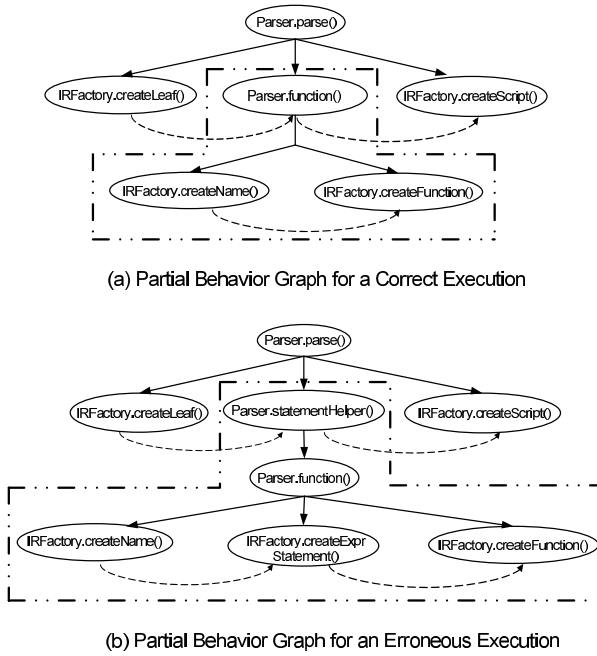 Parser.parse()
IRFactory.createLeaf()
Parser.function()
IRFactory.createScript()
IRFactory.createName()
IRFactory.createFunction()
(a) Partial Behavior Graph for a Correct Execution
Parser.parse()
IRFactory.createLeaf()
Parser.statementHelper()
IRFactory.createScript()
Parser.function()
IRFactory.createName()
IRFactory.createExpr
Statement()
IRFactory.createFunction()
(b) Partial Behavior Graph for an Erroneous Execution